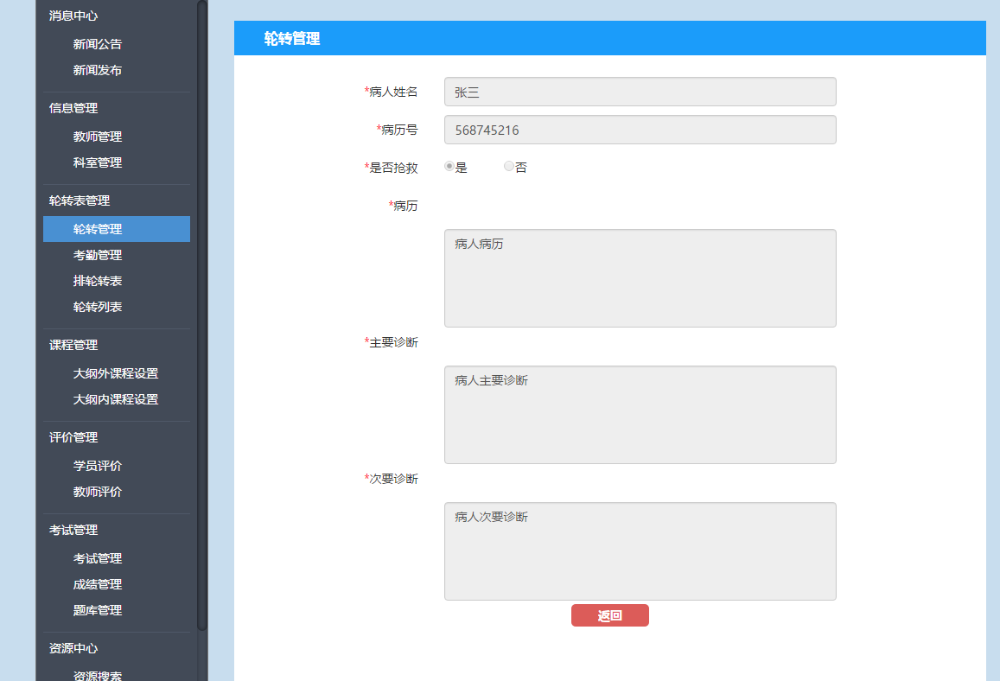 消息中心
新闻公告
新闻发布
信息管理
教师管理
科室管理
轮转表管理
轮转管理
考勤管理
排轮转表
轮转列表
课程管理
大纲外课程设置
大纲内课程设置
评价管理
学员评价
教师评价
考试管理
考试管理
成绩管理
题库管理
资源中心
资源搜索
轮转管理
*病人姓名 张三
*病历号 568745216
*是否抢救 是 否
*病历
病人病历
*主要诊断
病人主要诊断
*次要诊断
病人次要诊断
返回